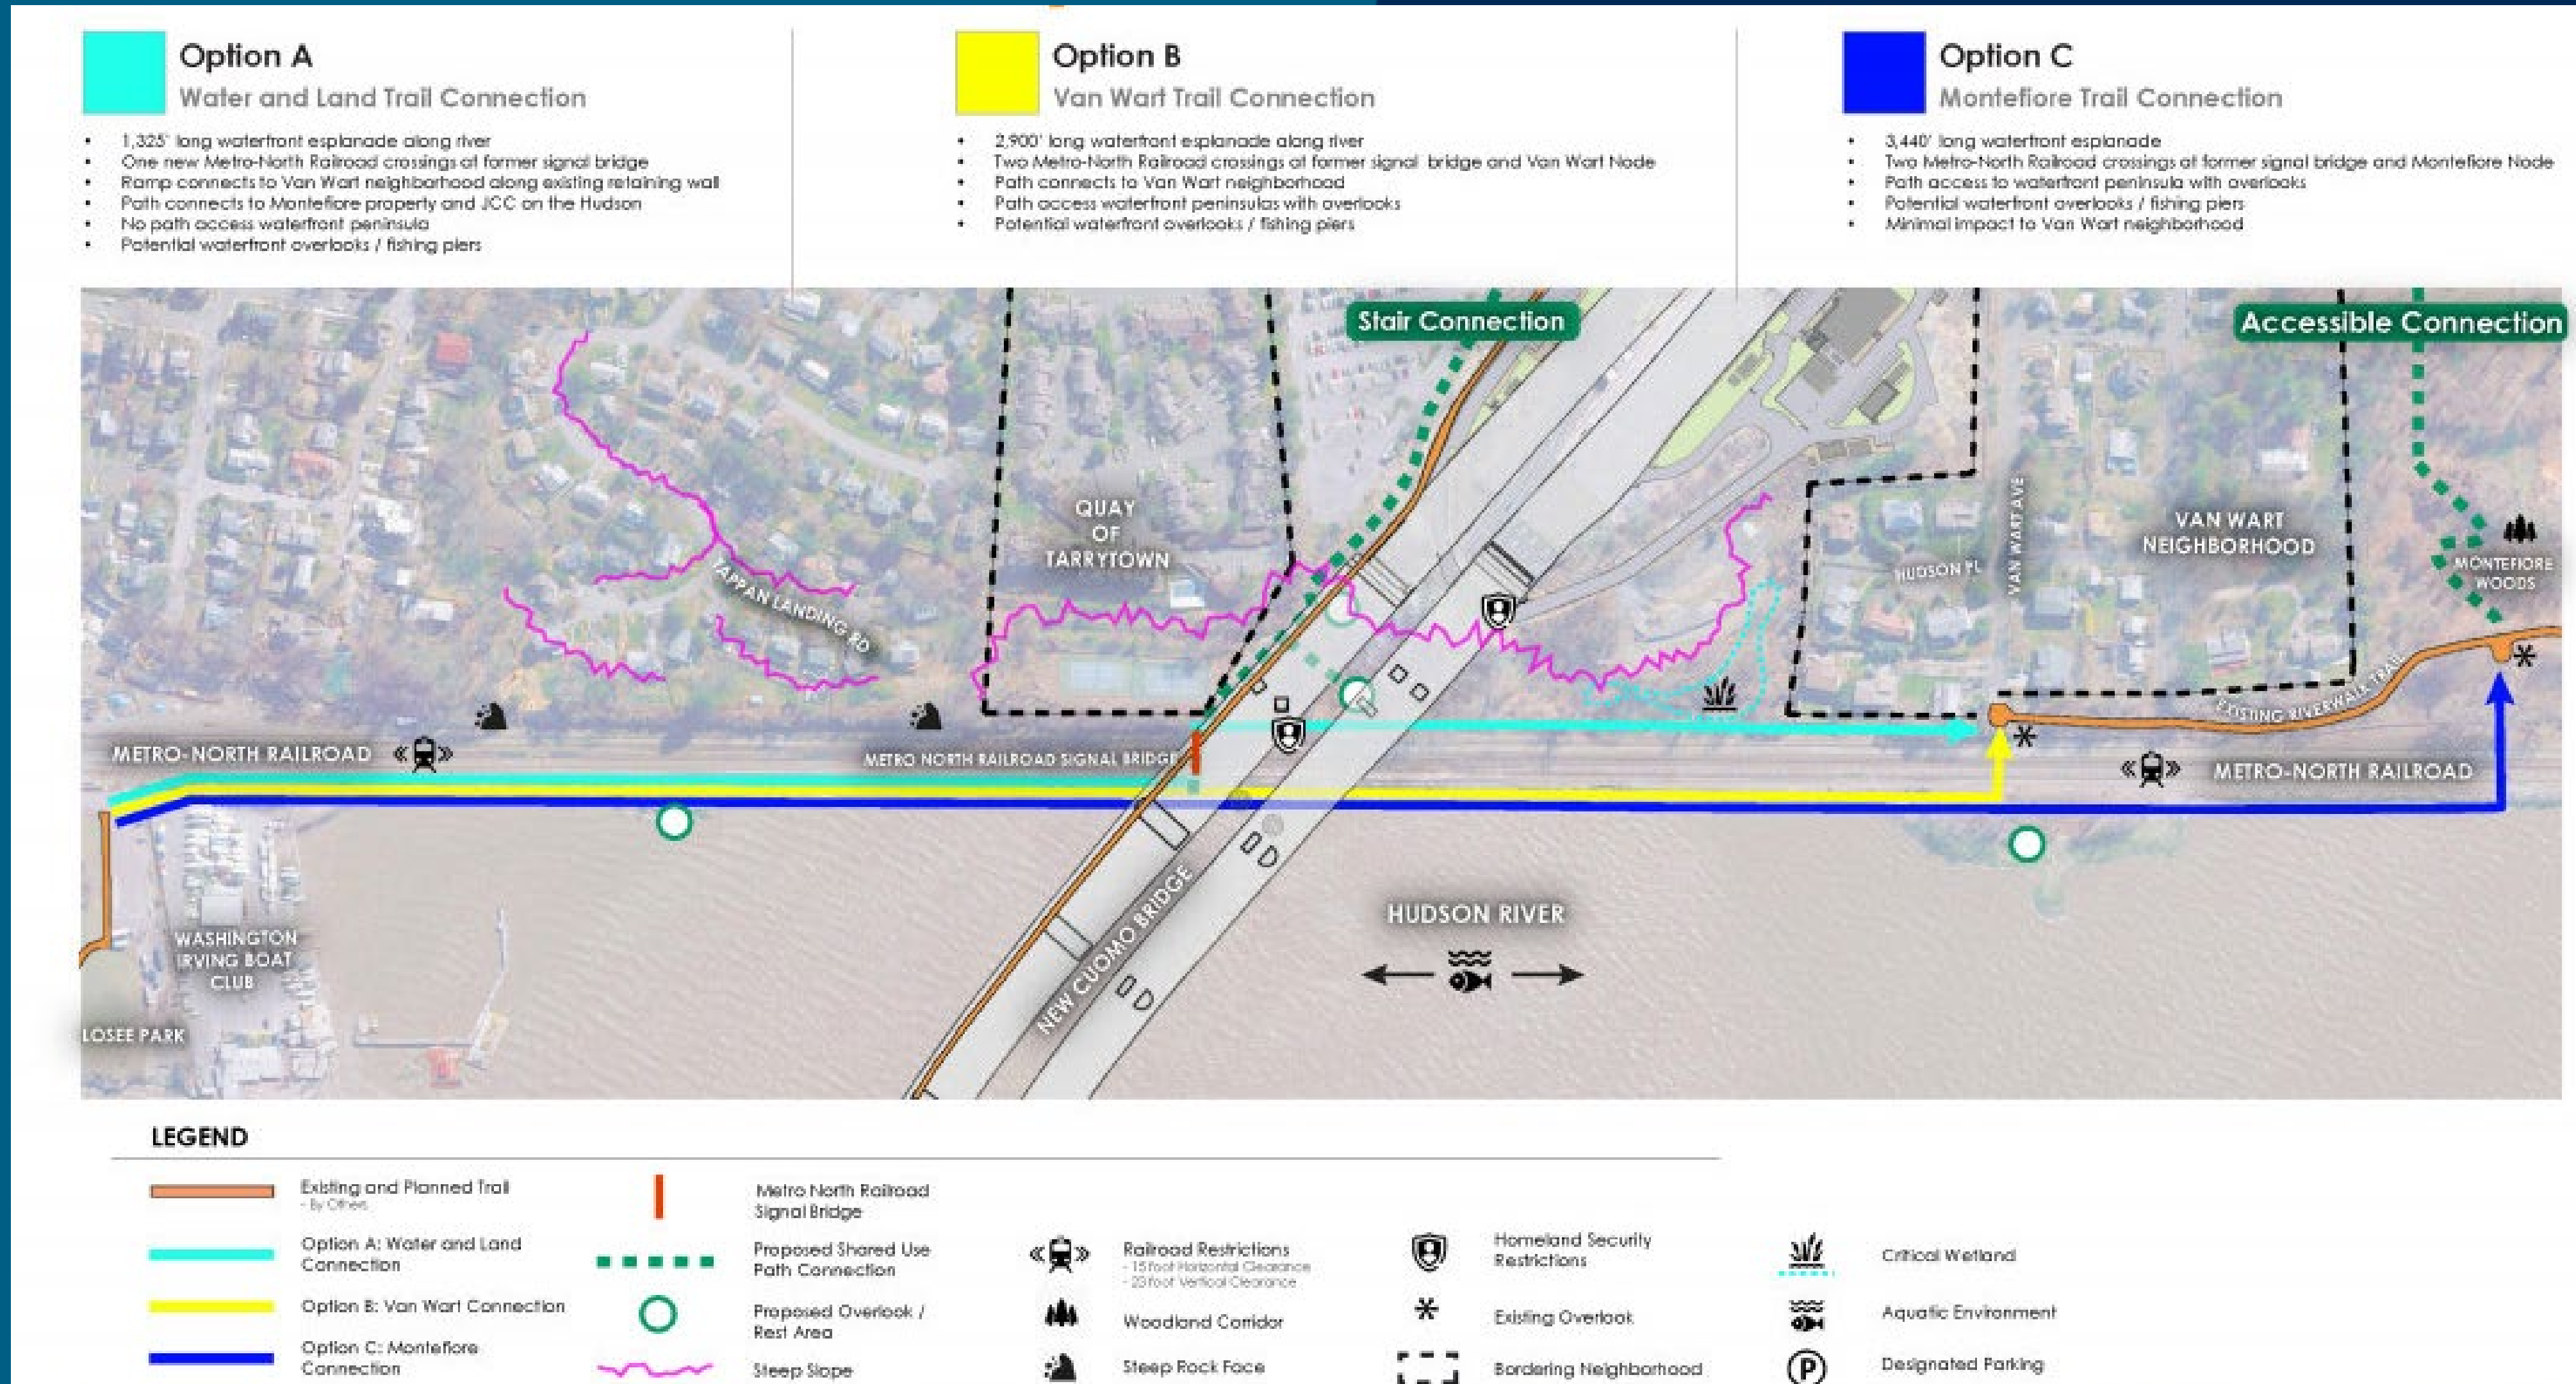 Option A
Water and Land Trail Connection
• 1,325' long waterfront esplanade along river
• One new Metro-North Railroad crossings at former signal bridge
• Ramp connects to Van Wart neighborhood along existing retaining wall
• Path connects to Montefiore property and JCC on the Hudson
• No path access waterfront peninsula
• Potential waterfront overlooks / fishing piers
Option B
Van Wart Trail Connection
• 2,900' long waterfront esplanade along river
• Two Metro-North Railroad crossings at former signal bridge and Van Wart Node
• Path connects to Van Wart neighborhood
• Path access waterfront peninsulas with overlooks
• Potential waterfront overlooks / fishing piers
Option C
Montefiore Trail Connection
• 3,440' long waterfront esplanade
• Two Metro-North Railroad crossings at former signal bridge and Montefiore Node
• Path access to waterfront peninsula with overlooks
• Potential waterfront overlooks / fishing piers
• Minimal impact to Van Wart neighborhood
Stair Connection
Accessible Connection
QUAY
OF
TARRYTOWN
TAPPAN LANDING RD
HUDSON PL
VAN WART AVE
VAN WART
NEIGHBORHOOD
MONTEFIORE
WOODS
EXISTING RIVERWALK TRAIL
METRO-NORTH RAILROAD
METRO NORTH RAILROAD SIGNAL BRIDGE
METRO-NORTH RAILROAD
WASHINGTON
IRVING BOAT
CLUB
LOSEE PARK
NEW CUOMO BRIDGE
HUDSON RIVER
LEGEND
Existing and Planned Trail
- By Others
Option A: Water and Land
Connection
Option B: Van Wart Connection
Option C: Montefiore
Connection
Metro North Railroad
Signal Bridge
Proposed Shared Use
Path Connection
Proposed Overlook /
Rest Area
Steep Slope
Railroad Restrictions
- 15 foot Horizontal Clearance
- 23 foot Vertical Clearance
Woodland Corridor
Steep Rock Face
Homeland Security
Restrictions
Existing Overlook
Bordering Neighborhood
Critical Wetland
Aquatic Environment
P
Designated Parking